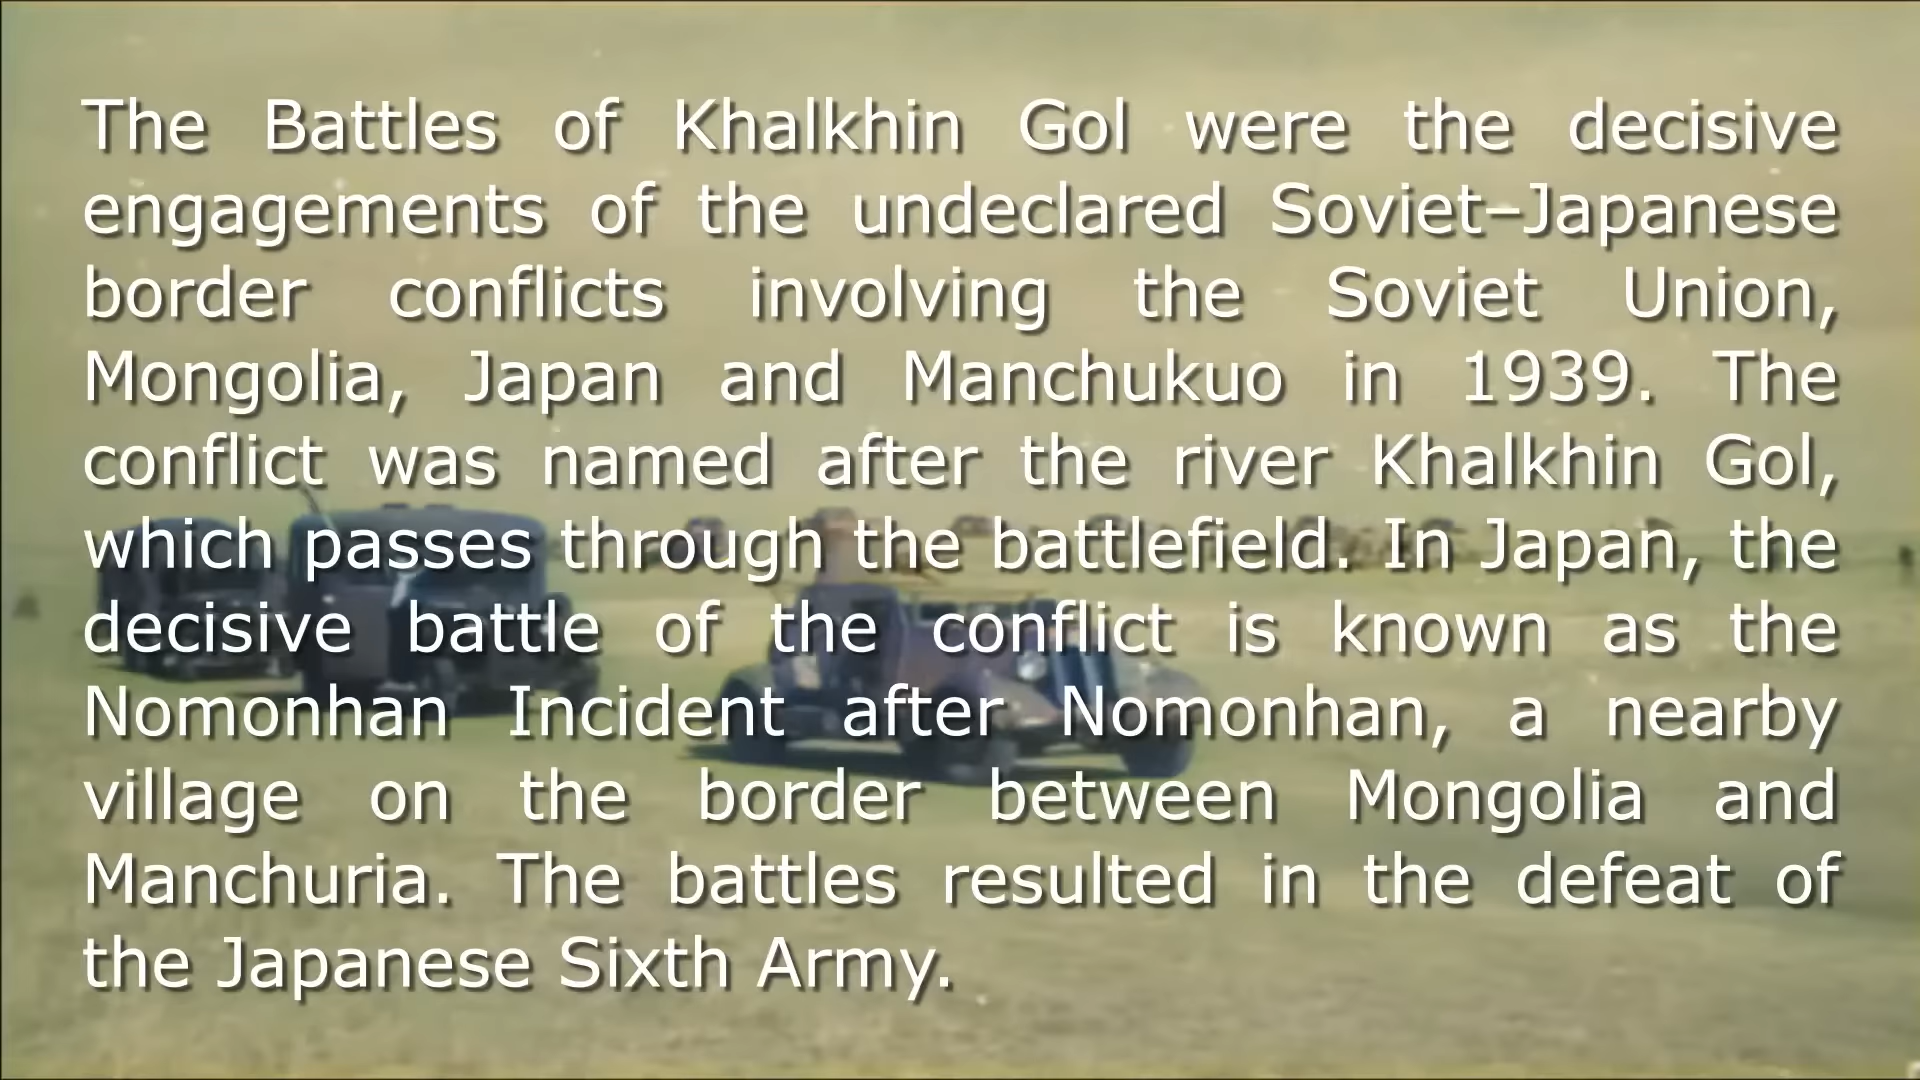 The Battles of Khalkhin Gol were the decisive
engagements of the undeclared Soviet–Japanese
border conflicts involving the Soviet Union,
Mongolia, Japan and Manchukuo in 1939. The
conflict was named after the river Khalkhin Gol,
which passes through the battlefield. In Japan, the
decisive battle of the conflict is known as the
Nomonhan Incident after Nomonhan, a nearby
village on the border between Mongolia and
Manchuria. The battles resulted in the defeat of
the Japanese Sixth Army.